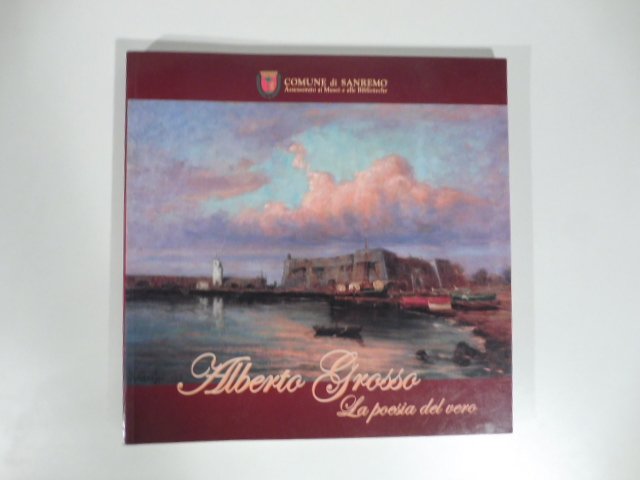 COMUNE di SANREMO
Assessorato ai Musei e alle Biblioteche
Alberto Grosso
La poesia del vero